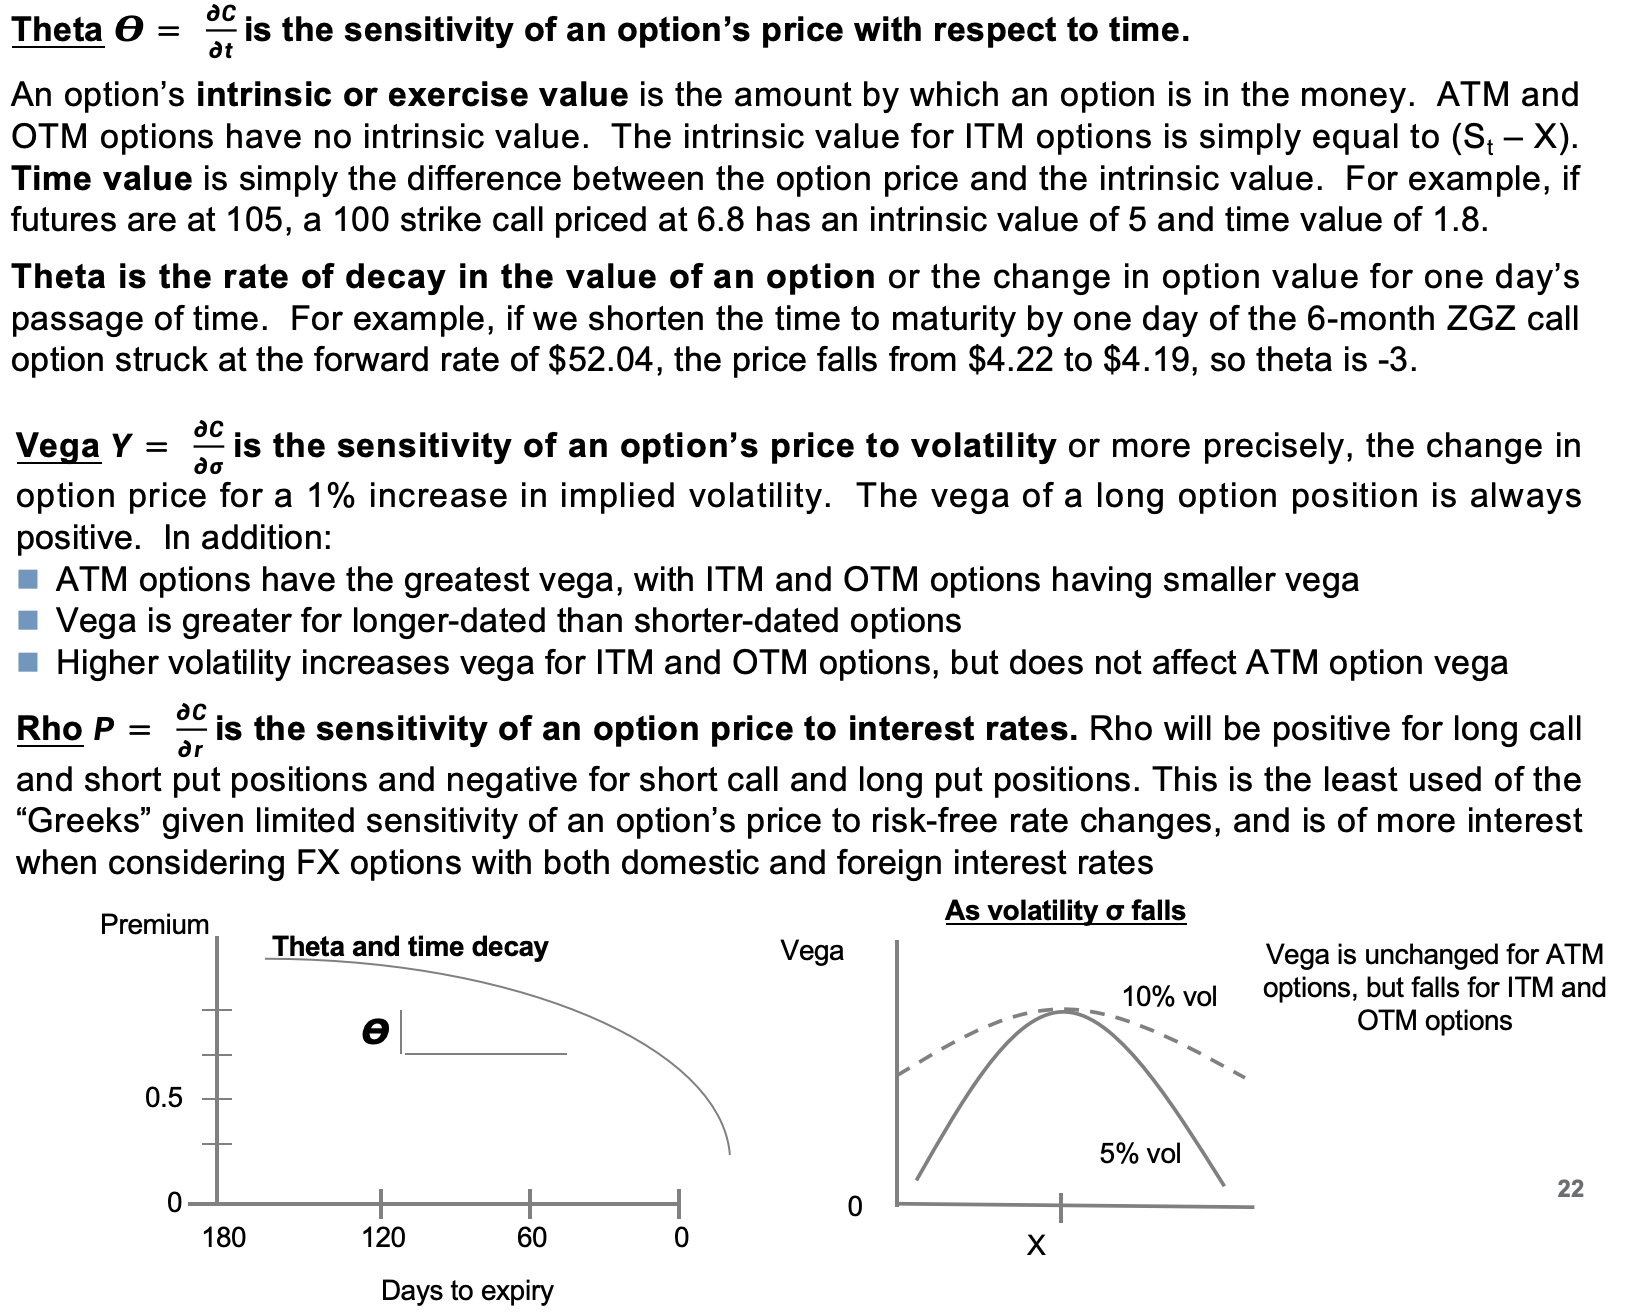 Theta Θ = ∂C/∂t is the sensitivity of an option’s price with respect to time.
An option’s intrinsic or exercise value is the amount by which an option is in the money.  ATM and
OTM options have no intrinsic value.  The intrinsic value for ITM options is simply equal to (St – X).
Time value is simply the difference between the option price and the intrinsic value.  For example, if
futures are at 105, a 100 strike call priced at 6.8 has an intrinsic value of 5 and time value of 1.8.
Theta is the rate of decay in the value of an option or the change in option value for one day’s
passage of time.  For example, if we shorten the time to maturity by one day of the 6-month ZGZ call
option struck at the forward rate of $52.04, the price falls from $4.22 to $4.19, so theta is -3.
Vega Υ = ∂C/∂σ is the sensitivity of an option’s price to volatility or more precisely, the change in
option price for a 1% increase in implied volatility.  The vega of a long option position is always
positive.  In addition:
■ ATM options have the greatest vega, with ITM and OTM options having smaller vega
■ Vega is greater for longer-dated than shorter-dated options
■ Higher volatility increases vega for ITM and OTM options, but does not affect ATM option vega
Rho P = ∂C/∂r is the sensitivity of an option price to interest rates. Rho will be positive for long call
and short put positions and negative for short call and long put positions. This is the least used of the
“Greeks” given limited sensitivity of an option’s price to risk-free rate changes, and is of more interest
when considering FX options with both domestic and foreign interest rates
Premium
Theta and time decay
Θ
0.5
0
180
120
60
0
Days to expiry
As volatility σ falls
Vega
10% vol
5% vol
0
X
Vega is unchanged for ATM
options, but falls for ITM and
OTM options
22